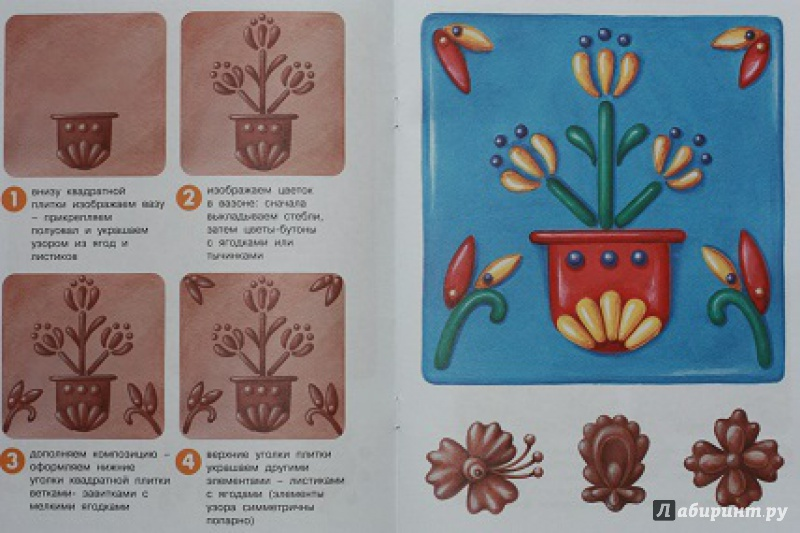 1
внизу квадратной
плитки изображаем вазу
– прикрепляем
полуовал и украшаем
узором из ягод и
листиков
2
изображаем цветок
в вазоне: сначала
выкладываем стебли,
затем цветы-бутоны
с ягодками или
тычинками
3
дополняем композицию –
оформляем нижние
уголки квадратной плитки
ветками- завитками с
мелкими ягодками
4
верхние уголки плитки
украшаем другими
элементами – листиками
с ягодами (элементы
узора симметричны
попарно)
Лабиринт.ру